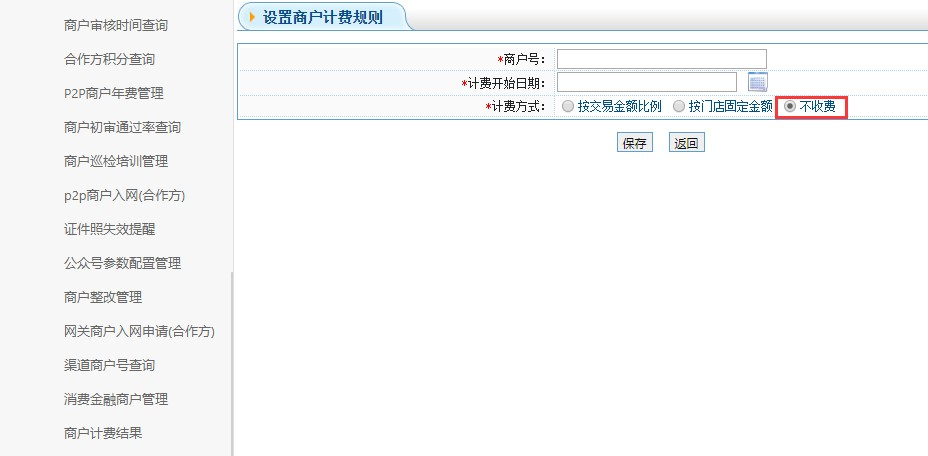 商户审核时间查询
合作方积分查询
P2P商户年费管理
商户初审通过率查询
商户巡检培训管理
p2p商户入网(合作方)
证件照失效提醒
公众号参数配置管理
商户整改管理
网关商户入网申请(合作方)
渠道商户号查询
消费金融商户管理
商户计费结果
设置商户计费规则
*商户号：
*计费开始日期：
*计费方式： 按交易金额比例 按门店固定金额 不收费
保存 返回